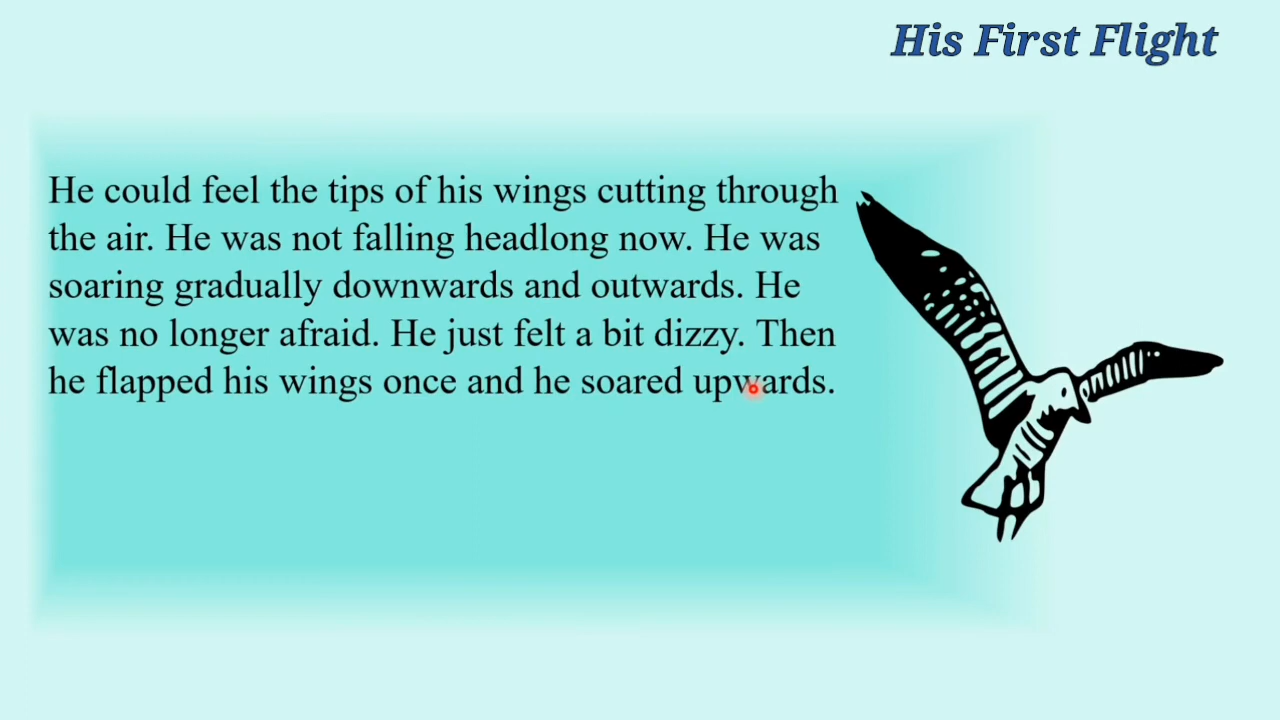 His First Flight
He could feel the tips of his wings cutting through
the air. He was not falling headlong now. He was
soaring gradually downwards and outwards. He
was no longer afraid. He just felt a bit dizzy. Then
he flapped his wings once and he soared upwards.